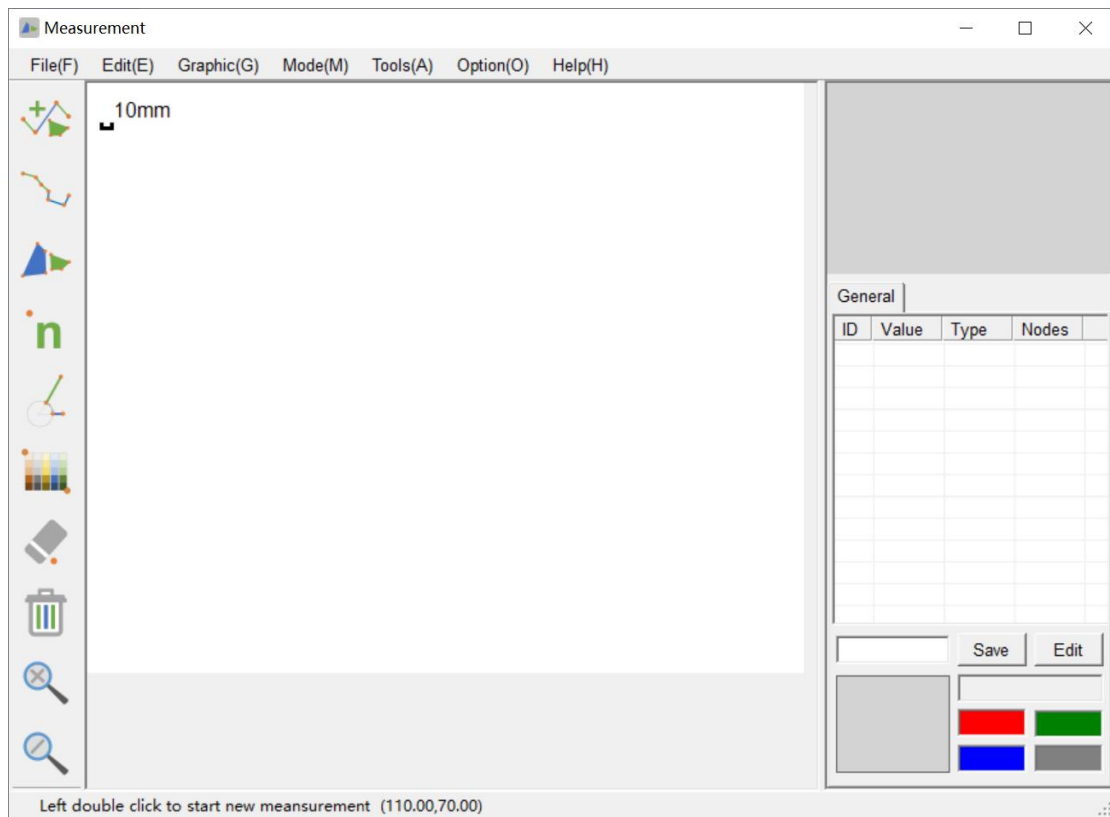 Measurement
File(F) Edit(E) Graphic(G) Mode(M) Tools(A) Option(O) Help(H)
10mm
n
General
ID Value Type Nodes
Save Edit
Left double click to start new meansurement (110.00,70.00)